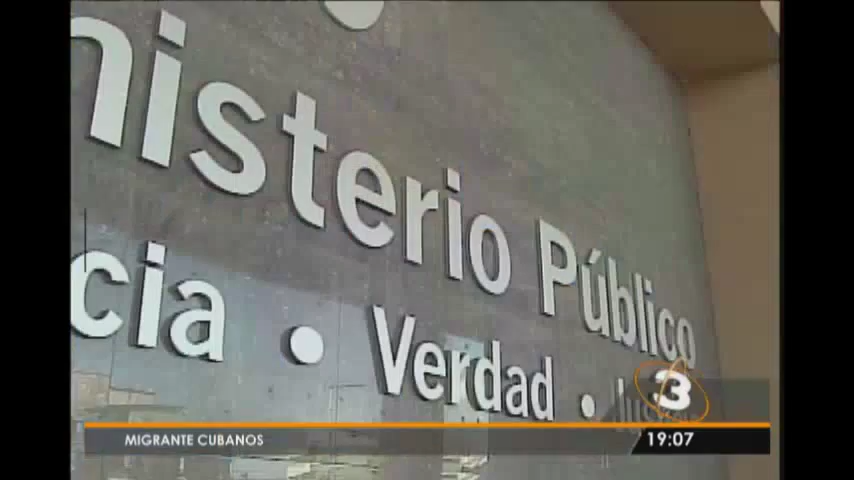 nisterio Público
cia • Verdad •
3
MIGRANTE CUBANOS
19:07